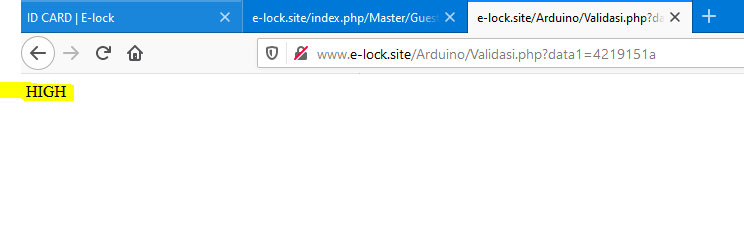 ID CARD | E-lock
e-lock.site/index.php/Master/Gues
e-lock.site/Arduino/Validasi.php?da
www.e-lock.site/Arduino/Validasi.php?data1=4219151a
HIGH